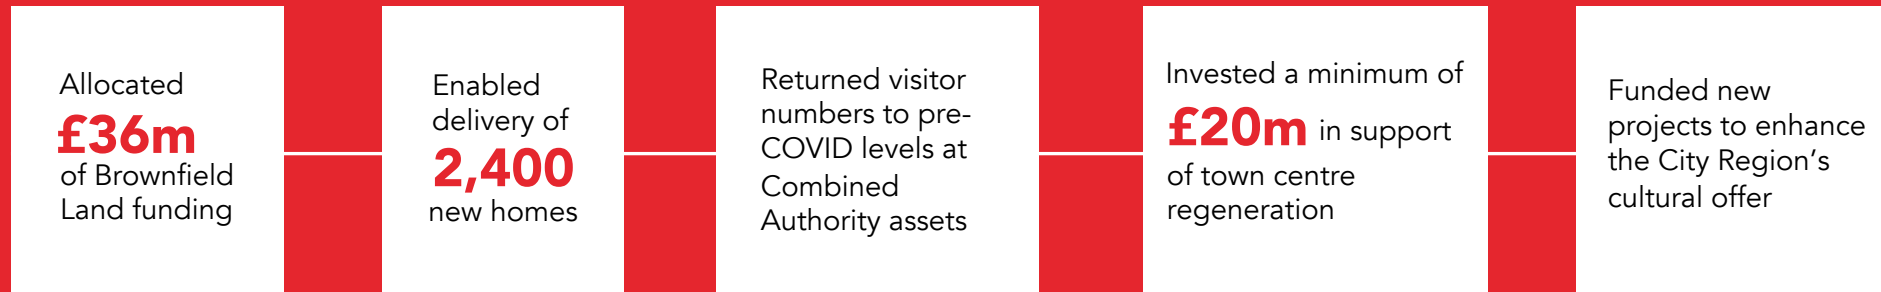 Allocated
£36m
of Brownfield
Land funding
Enabled
delivery of
2,400
new homes
Returned visitor
numbers to pre-
COVID levels at
Combined
Authority assets
Invested a minimum of
£20m in support
of town centre
regeneration
Funded new
projects to enhance
the City Region’s
cultural offer